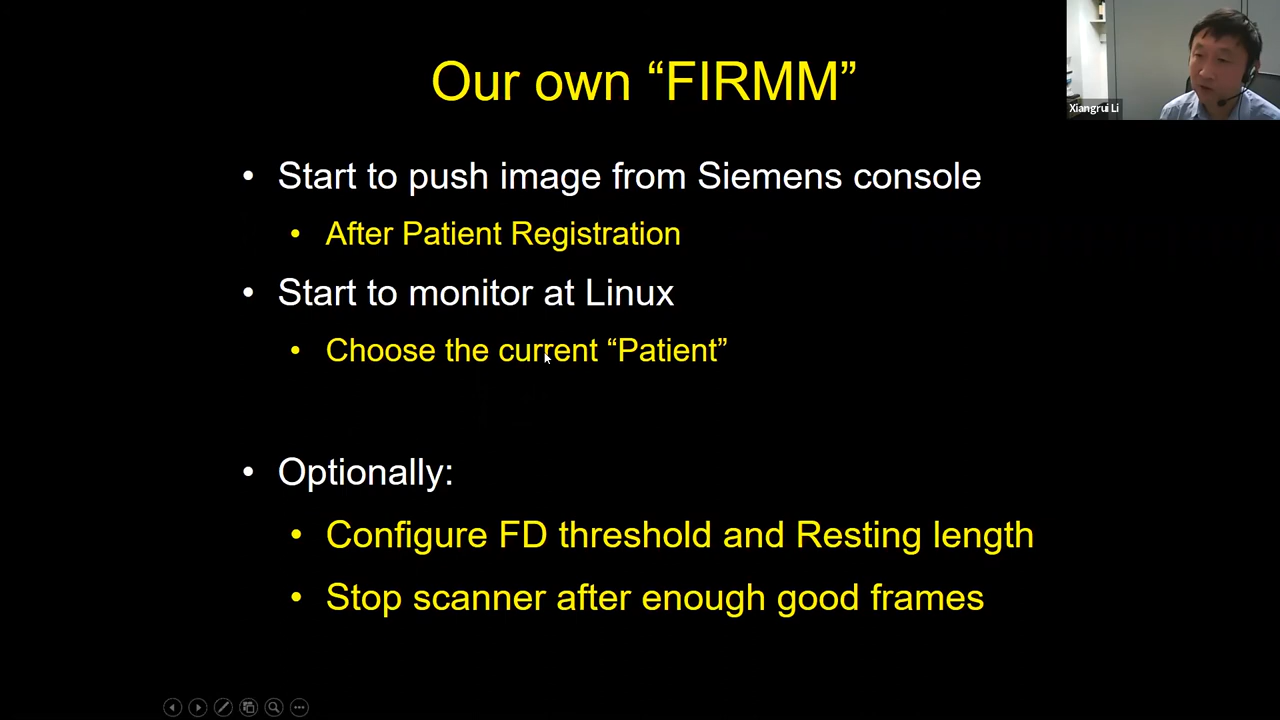 Our own “FIRMM”
Xiangrui Li
• Start to push image from Siemens console
• After Patient Registration
• Start to monitor at Linux
• Choose the current “Patient”
• Optionally:
• Configure FD threshold and Resting length
• Stop scanner after enough good frames